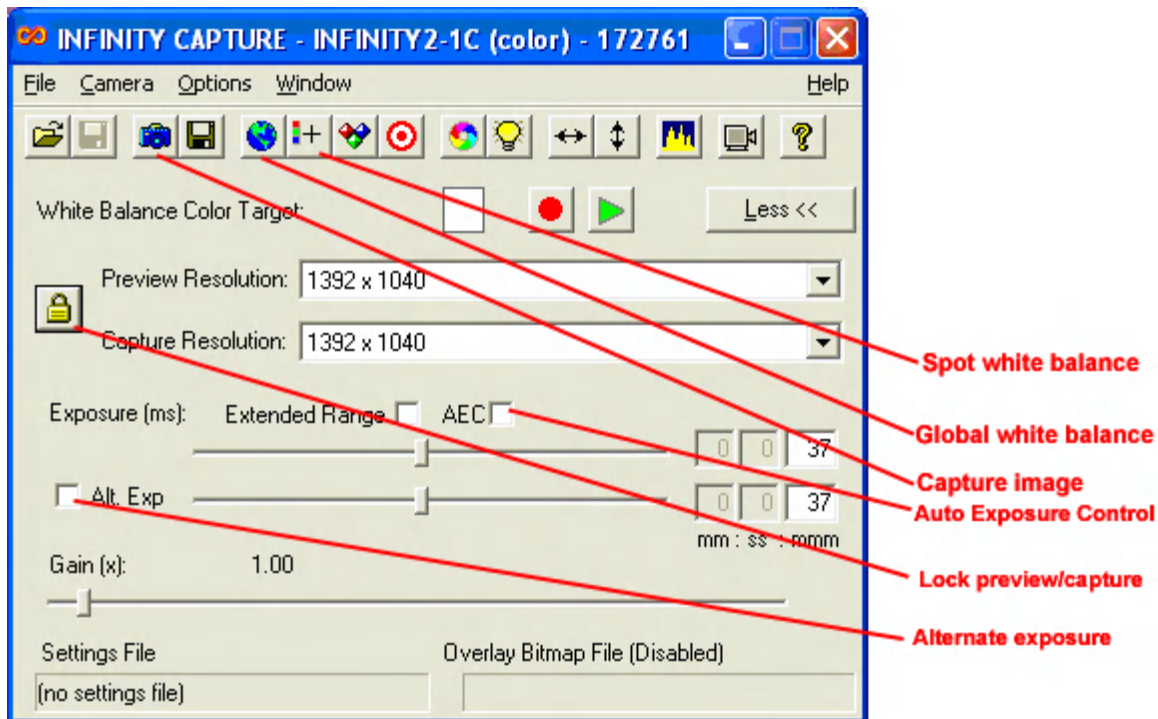 INFINITY CAPTURE - INFINITY2-1C (color) - 172761
File Camera Options Window Help
White Balance Color Target:
Less <<
Preview Resolution: 1392 x 1040
Capture Resolution: 1392 x 1040
Spot white balance
Exposure (ms): Extended Range AEC
Global white balance
0 0 37
Capture image
Alt. Exp
0 0 37
Auto Exposure Control
mm : ss : mmm
Gain (x): 1.00
Lock preview/capture
Alternate exposure
Settings File
Overlay Bitmap File (Disabled)
(no settings file)